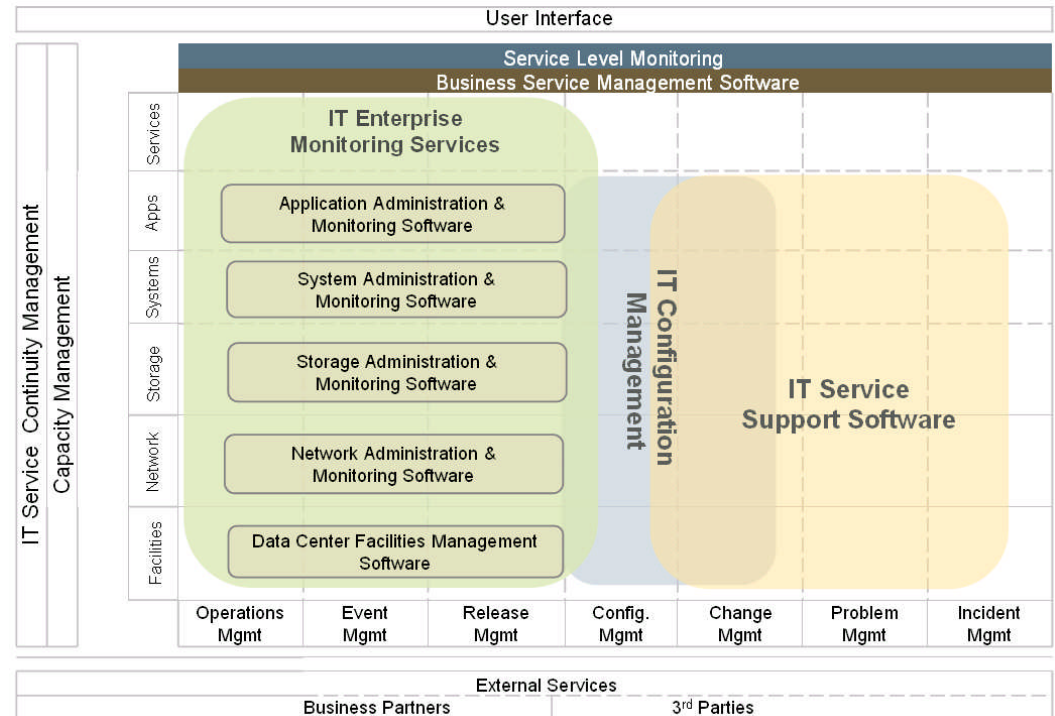 User Interface
Service Level Monitoring
Business Service Management Software
IT Service Continuity Management
Capacity Management
Services
IT Enterprise
Monitoring Services
Apps
Application Administration &
Monitoring Software
Systems
System Administration &
Monitoring Software
Storage
Storage Administration &
Monitoring Software
Network
Network Administration &
Monitoring Software
Facilities
Data Center Facilities Management
Software
IT Configuration
Management
IT Service
Support Software
Operations
Mgmt
Event
Mgmt
Release
Mgmt
Config.
Mgmt
Change
Mgmt
Problem
Mgmt
Incident
Mgmt
External Services
Business Partners
3rd Parties